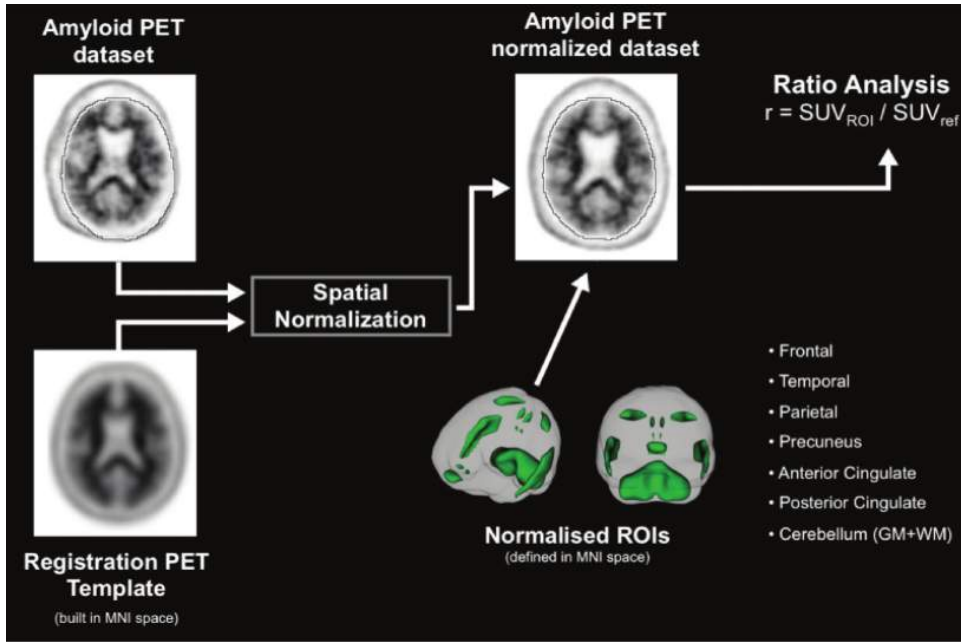 Amyloid PET
dataset
Amyloid PET
normalized dataset
Ratio Analysis
r = SUVROI / SUVref
Spatial
Normalization
Registration PET
Template
(built in MNI space)
Normalised ROIs
(defined in MNI space)
• Frontal
• Temporal
• Parietal
• Precuneus
• Anterior Cingulate
• Posterior Cingulate
• Cerebellum (GM+WM)